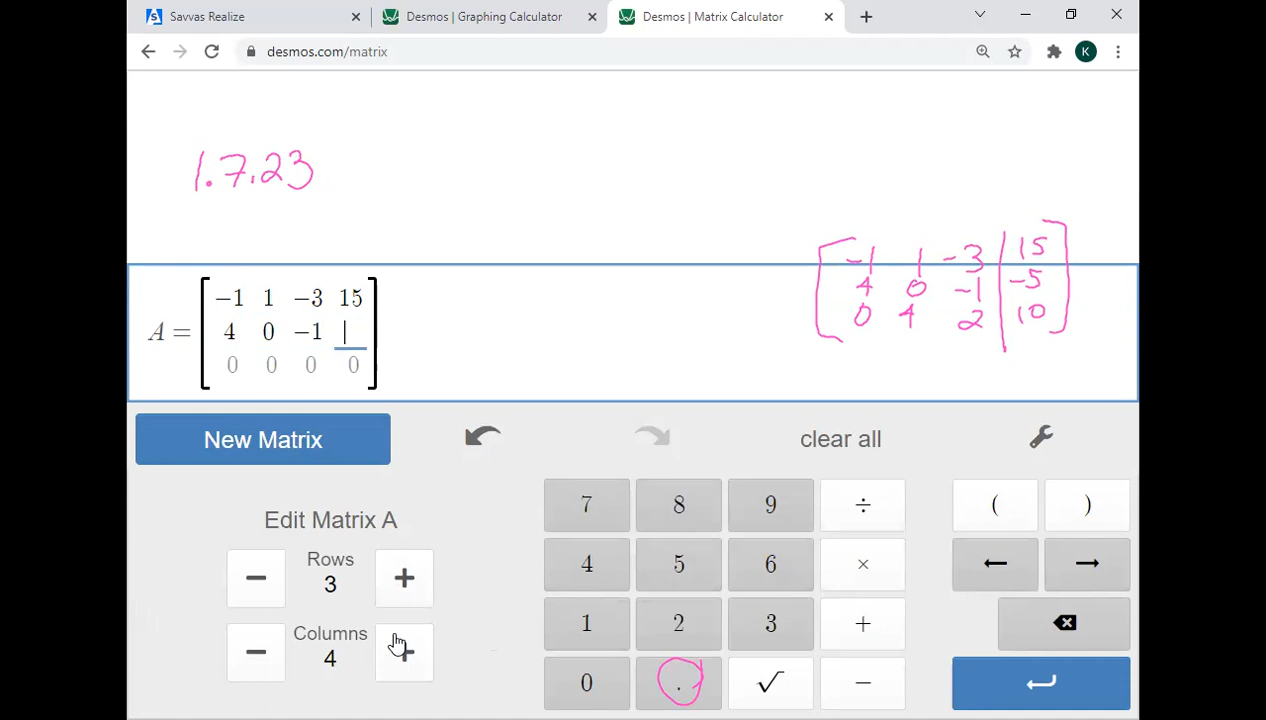 Savvas Realize
Desmos | Graphing Calculator
Desmos | Matrix Calculator
desmos.com/matrix
K
1.7.23
-1 1 -3 | 15
4 0 -1 | -5
0 4 2 | 10
A =
−1 1 −3 15
4 0 −1
0 0 0 0
New Matrix
clear all
Edit Matrix A
Rows
− 3 +
Columns
− 4 +
7 8 9 ÷ ( )
4 5 6 × ← →
1 2 3 +
0 . √ −